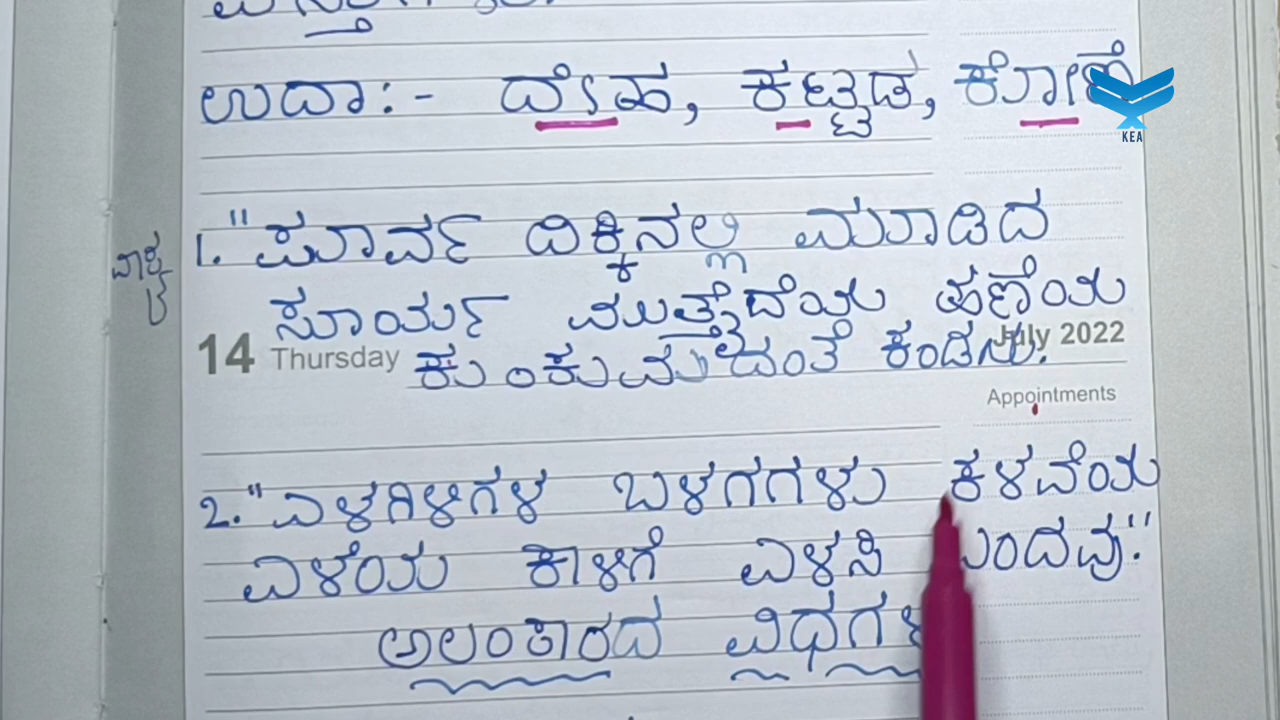 ಉದಾ:- ದ್ಯೇಹ, ಕಟ್ಟಡ, ಕೋಣೆ
KEA
ವಾಕ್ಯ
1. "ಪೂರ್ವ ದಿಕ್ಕಿನಲ್ಲಿ ಮೂಡಿದ
ಸೂರ್ಯ ಮುತ್ತೈದೆಯ ಹಣೆಯ
14 Thursday July 2022
ಕುಂಕುಮದಂತೆ ಕಂಡನು.
Appointments
2. "ಎಳಗಿಳಿಗಳ ಬಳಗಗಳು ಕಳವೆಯ
ಎಳೆಯ ಕಾಳಿಗೆ ಎಳಸಿ ಬಂದವು."
ಅಲಂಕಾರದ ವಿಧಗಳ